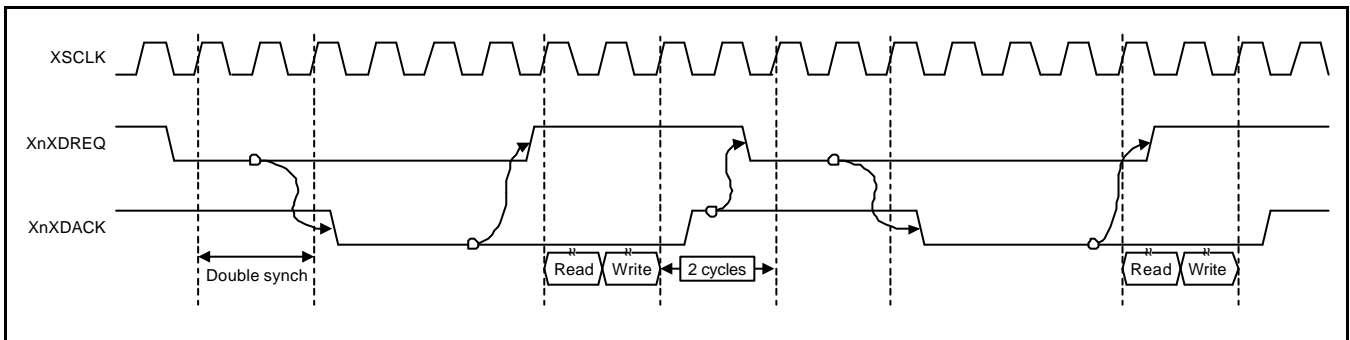 XSCLK
XnXDREQ
XnXDACK
Double synch
Read Write
2 cycles
Read Write